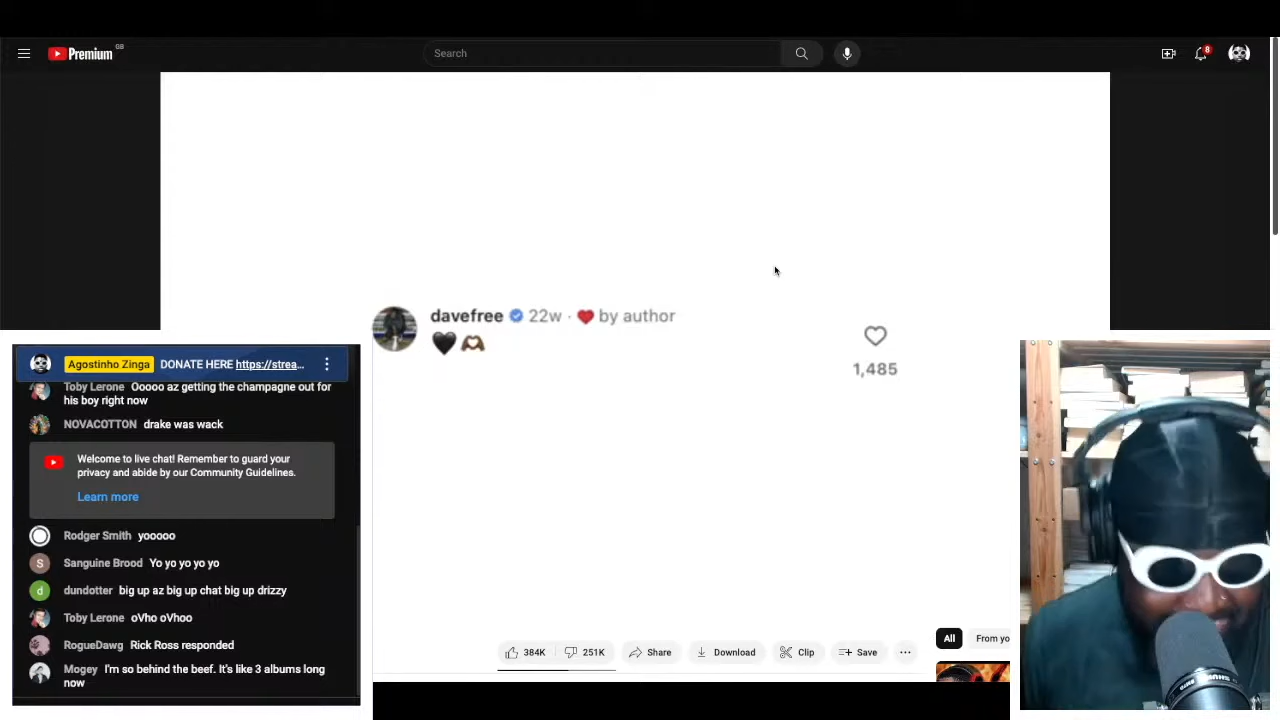 Premium GB
Search
8
davefree 22w · ❤️ by author
🖤 🫶🏾
1,485
Agostinho Zinga DONATE HERE https://strea...
Toby Lerone Ooooo az getting the champagne out for
his boy right now
NOVACOTTON drake was wack
Welcome to live chat! Remember to guard your
privacy and abide by our Community Guidelines.
Learn more
Rodger Smith yooooo
S Sanguine Brood Yo yo yo yo yo
d dundotter big up az big up chat big up drizzy
Toby Lerone oVho oVhoo
RogueDawg Rick Ross responded
Mogey I'm so behind the beef. It's like 3 albums long
now
384K 251K Share Download Clip Save ...
All From yo